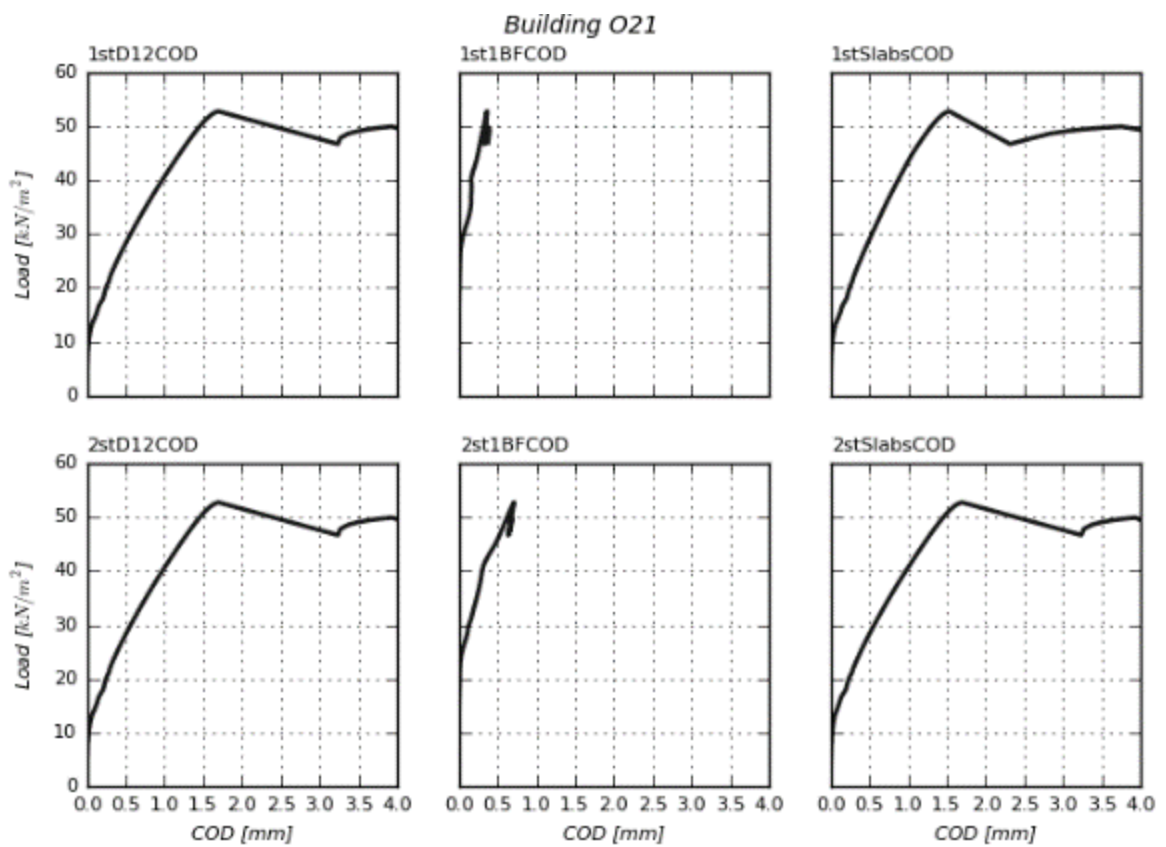 Building O21
1stD12COD
1st1BFCOD
1stSlabsCOD
60
50
40
30
20
10
0
Load [kN/m²]
2stD12COD
2st1BFCOD
2stSlabsCOD
60
50
40
30
20
10
0
Load [kN/m²]
0.0 0.5 1.0 1.5 2.0 2.5 3.0 3.5 4.0
0.0 0.5 1.0 1.5 2.0 2.5 3.0 3.5 4.0
0.0 0.5 1.0 1.5 2.0 2.5 3.0 3.5 4.0
COD [mm]
COD [mm]
COD [mm]